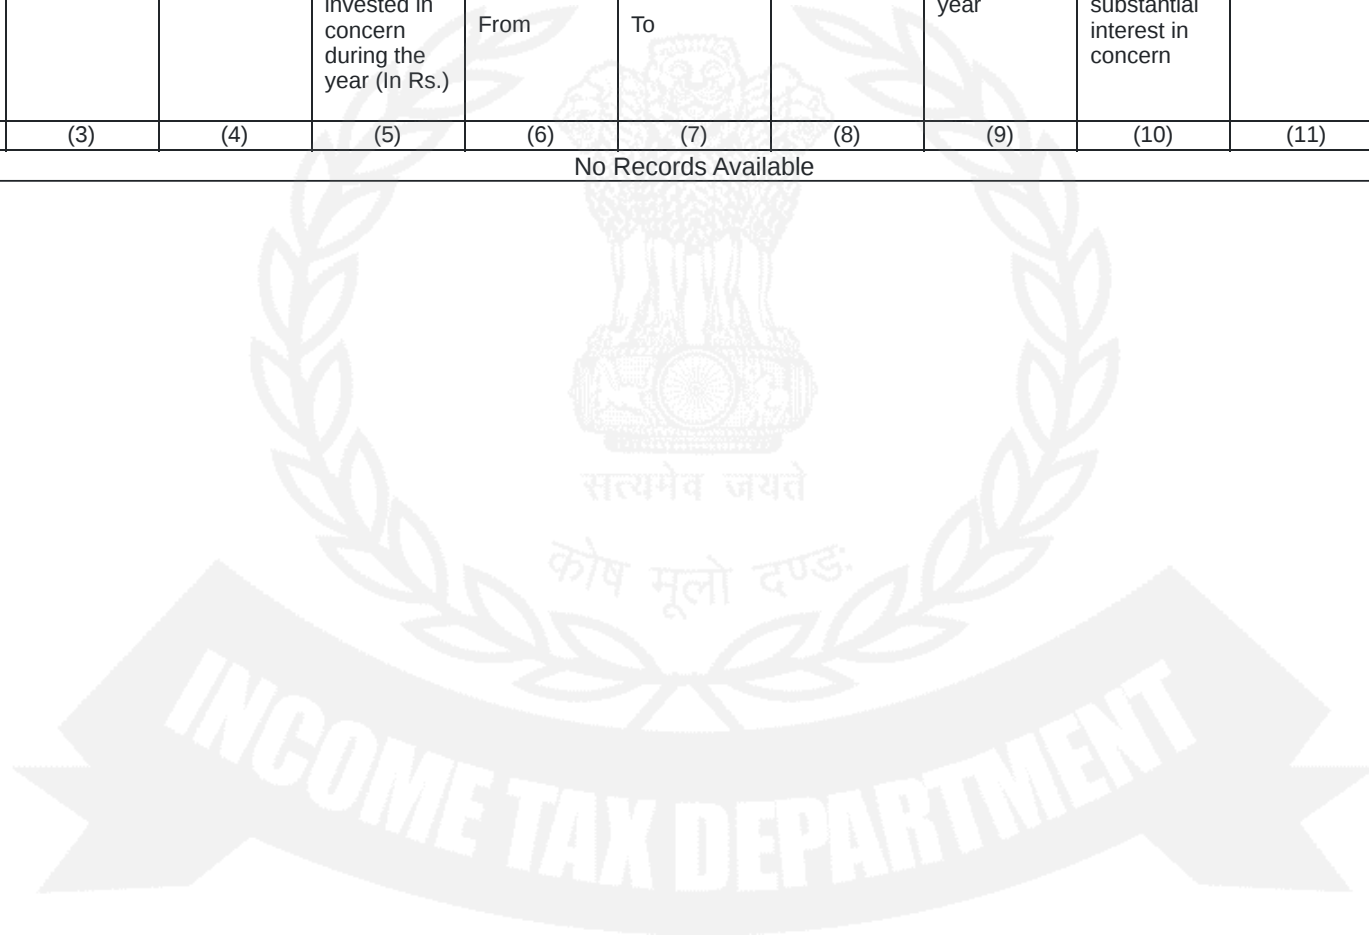 invested in
concern
during the
year (In Rs.)
From
To
year
substantial
interest in
concern
(3) (4) (5) (6) (7) (8) (9) (10) (11)
No Records Available
सत्यमेव जयते
कोष मूलो दण्डः
INCOME TAX DEPARTMENT